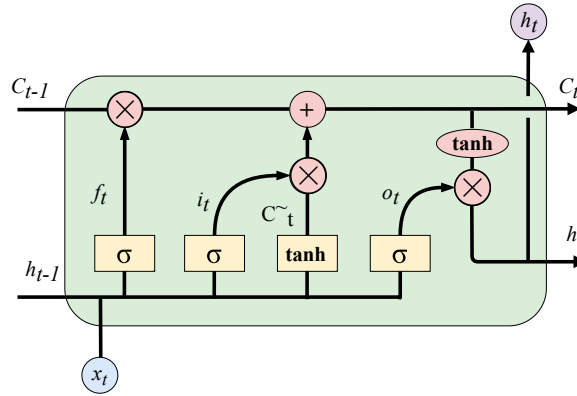 h_t
C_{t-1}
C_t
×
+
tanh
f_t
i_t
×
o_t
×
C~_t
h
σ
σ
tanh
σ
h_{t-1}
x_t